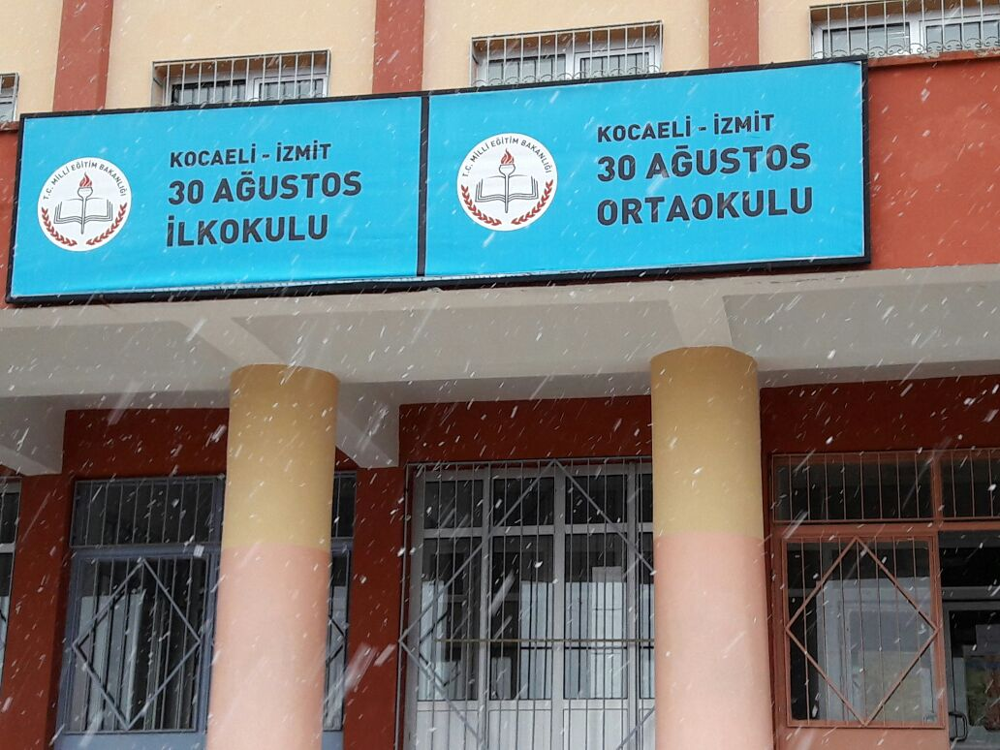 T.C. MİLLİ EĞİTİM BAKANLIĞI
KOCAELİ - İZMİT
30 AĞUSTOS
İLKOKULU
T.C. MİLLİ EĞİTİM BAKANLIĞI
KOCAELİ - İZMİT
30 AĞUSTOS
ORTAOKULU